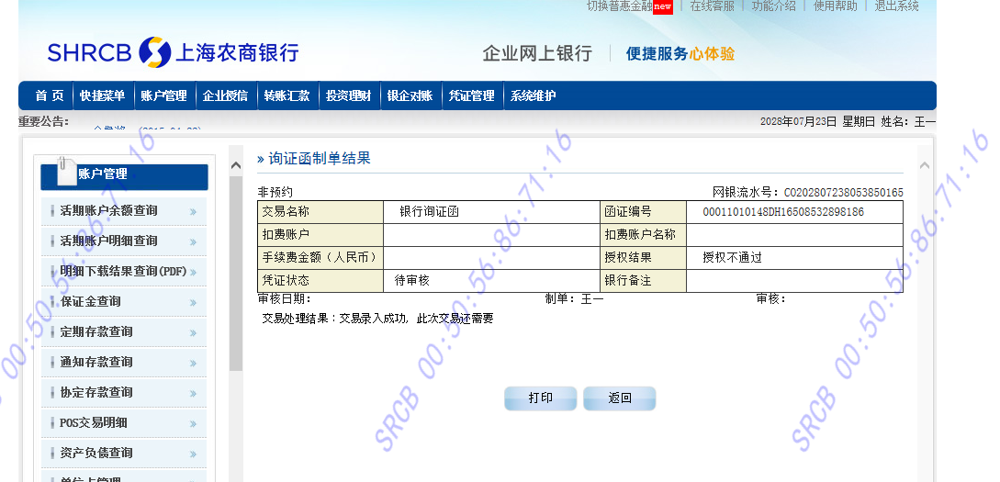 切换普惠金融new | 在线客服 | 功能介绍 | 使用帮助 | 退出系统
SHRCB 上海农商银行 企业网上银行 便捷服务心体验
首 页 快捷菜单 账户管理 企业授信 转账汇款 投资理财 银企对账 凭证管理 系统维护
重要公告: 2028年07月23日 星期日 姓名: 王一
账户管理
活期账户余额查询 »
活期账户明细查询 »
明细下载结果查询(PDF) »
保证金查询 »
定期存款查询 »
通知存款查询 »
协定存款查询 »
POS交易明细 »
资产负债查询 »
单位卡管理
» 询证函制单结果
非预约 网银流水号: CO202807238053850165
交易名称 银行询证函 函证编号 00011010148DH16508532898186
扣费账户 扣费账户名称
手续费金额（人民币） 授权结果 授权不通过
凭证状态 待审核 银行备注
审核日期: 制单: 王一 审核:
交易处理结果：交易录入成功, 此次交易还需要
打印 返回
SRCB 00:50:56:86:71:16
SRCB 00:50:56:86:71:16
00:50:56:86:71:16